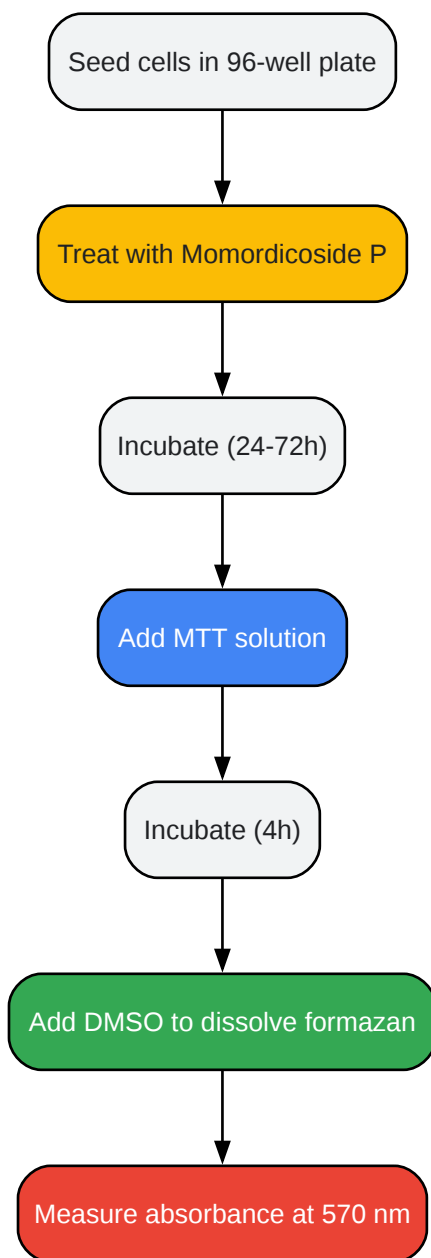 Seed cells in 96-well plate
Treat with Momordicoside P
Incubate (24-72h)
Add MTT solution
Incubate (4h)
Add DMSO to dissolve formazan
Measure absorbance at 570 nm